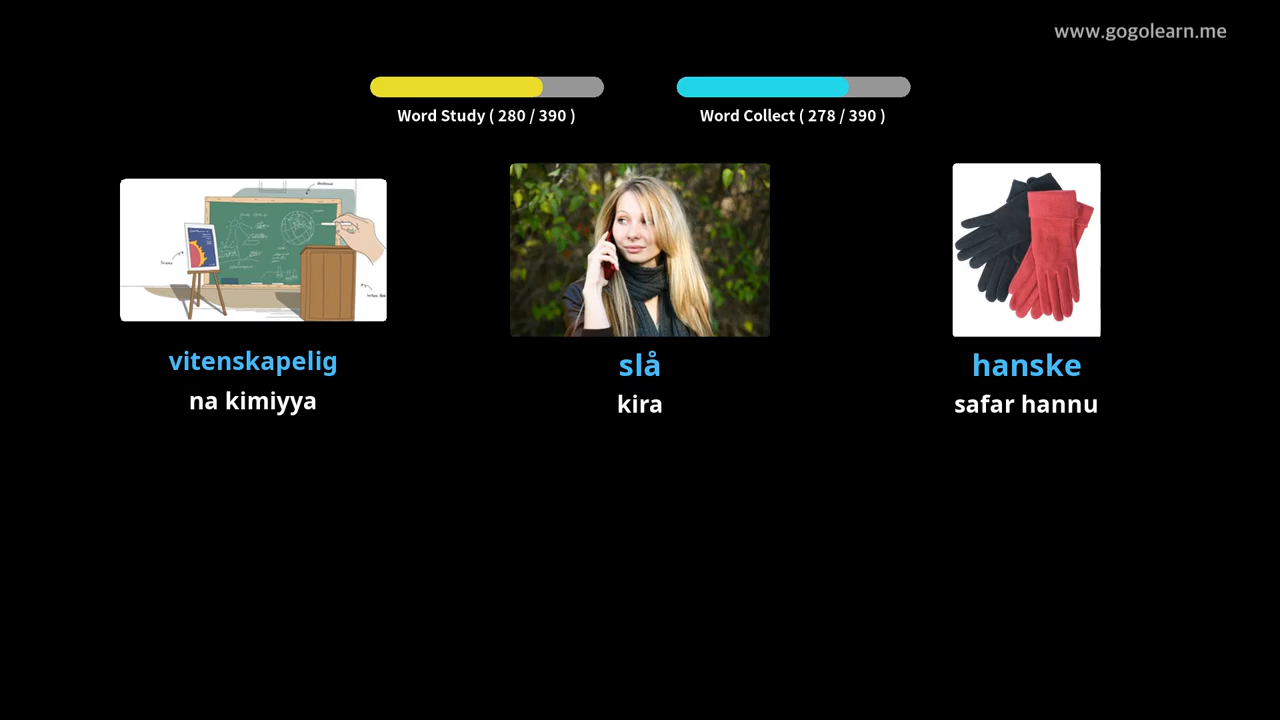 www.gogolearn.me
Word Study ( 280 / 390 )
Word Collect ( 278 / 390 )
vitenskapelig
na kimiyya
slå
kira
hanske
safar hannu